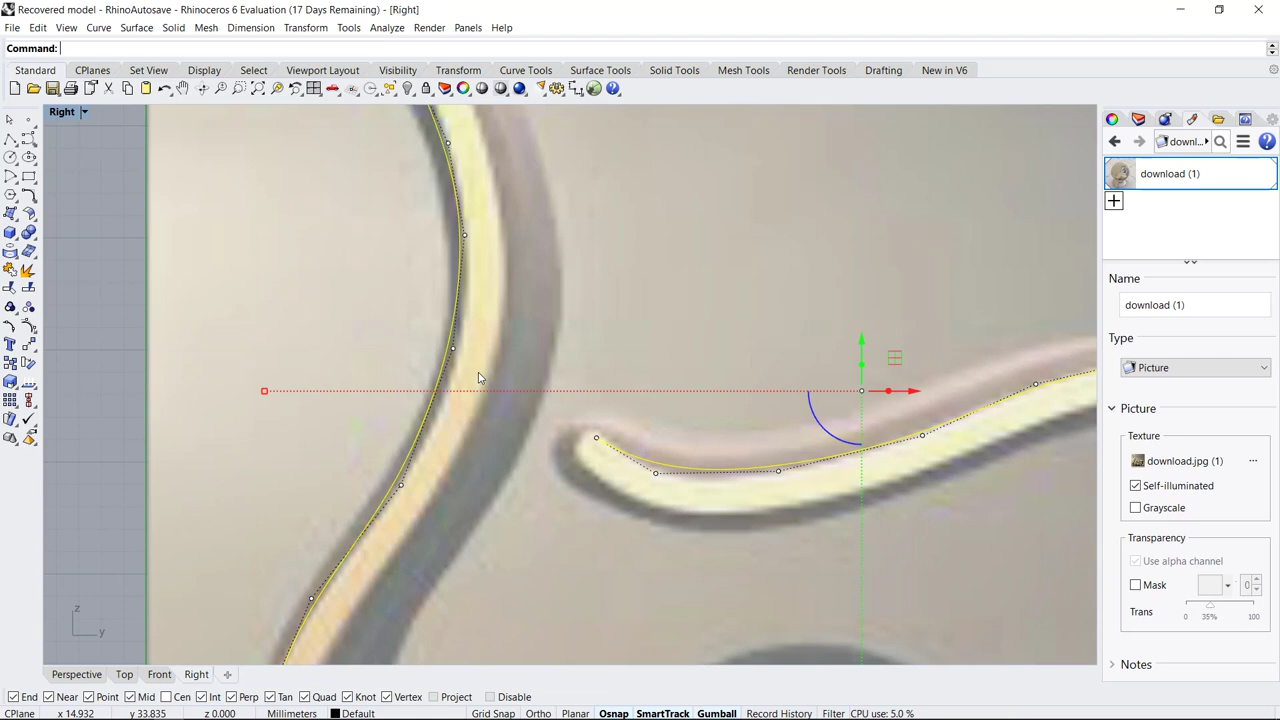 Recovered model - RhinoAutosave - Rhinoceros 6 Evaluation (17 Days Remaining) - [Right]
File Edit View Curve Surface Solid Mesh Dimension Transform Tools Analyze Render Panels Help
Command:
Standard CPlanes Set View Display Select Viewport Layout Visibility Transform Curve Tools Surface Tools Solid Tools Mesh Tools Render Tools Drafting New in V6
Right
downl...
download (1)
Name
download (1)
Type
Picture
Picture
Texture
download.jpg (1) ...
Self-illuminated
Grayscale
Transparency
Use alpha channel
Mask 0
Trans
0 35% 100
Notes
z
y
Perspective Top Front Right
End Near Point Mid Cen Int Perp Tan Quad Knot Vertex Project Disable
CPlane x 14.932 y 33.835 z 0.000 Millimeters Default Grid Snap Ortho Planar Osnap SmartTrack Gumball Record History Filter CPU use: 5.0 %